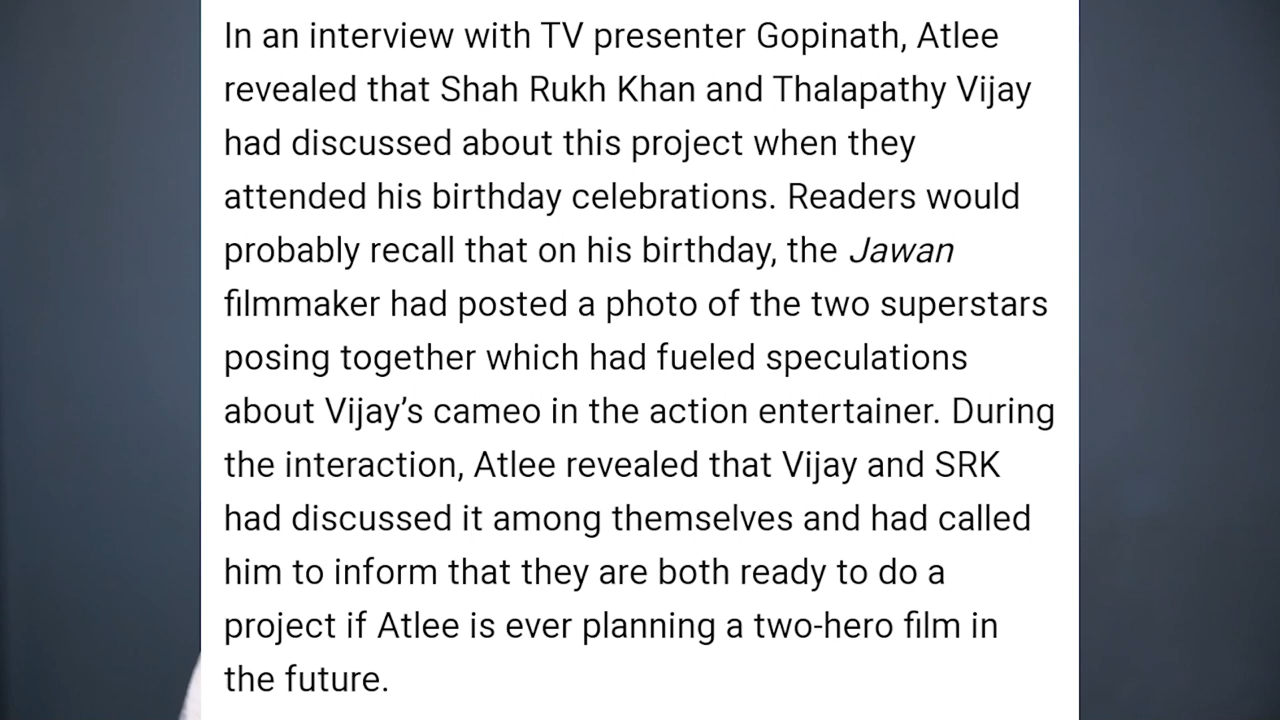 In an interview with TV presenter Gopinath, Atlee
revealed that Shah Rukh Khan and Thalapathy Vijay
had discussed about this project when they
attended his birthday celebrations. Readers would
probably recall that on his birthday, the Jawan
filmmaker had posted a photo of the two superstars
posing together which had fueled speculations
about Vijay’s cameo in the action entertainer. During
the interaction, Atlee revealed that Vijay and SRK
had discussed it among themselves and had called
him to inform that they are both ready to do a
project if Atlee is ever planning a two-hero film in
the future.